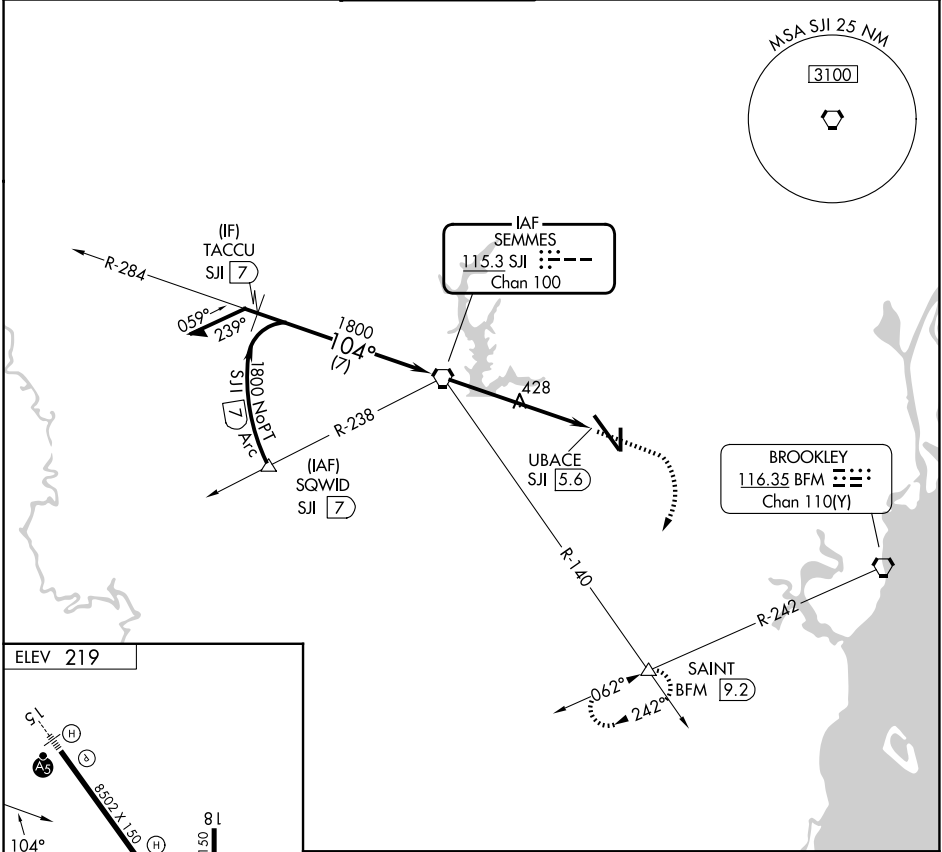 MSA SJI 25 NM
3100
(IF)
TACCU
SJI 7
R-284
059°
239°
IAF
SEMMES
115.3 SJI
Chan 100
1800
104°
(7)
1800 NoPT
SJI 7 Arc
R-238
428
(IAF)
SQWID
SJI 7
UBACE
SJI 5.6
BROOKLEY
116.35 BFM
Chan 110(Y)
R-140
R-242
SAINT
BFM 9.2
062°
242°
ELEV 219
15
H
P
A5
8502 X 150
H
18
150
104°